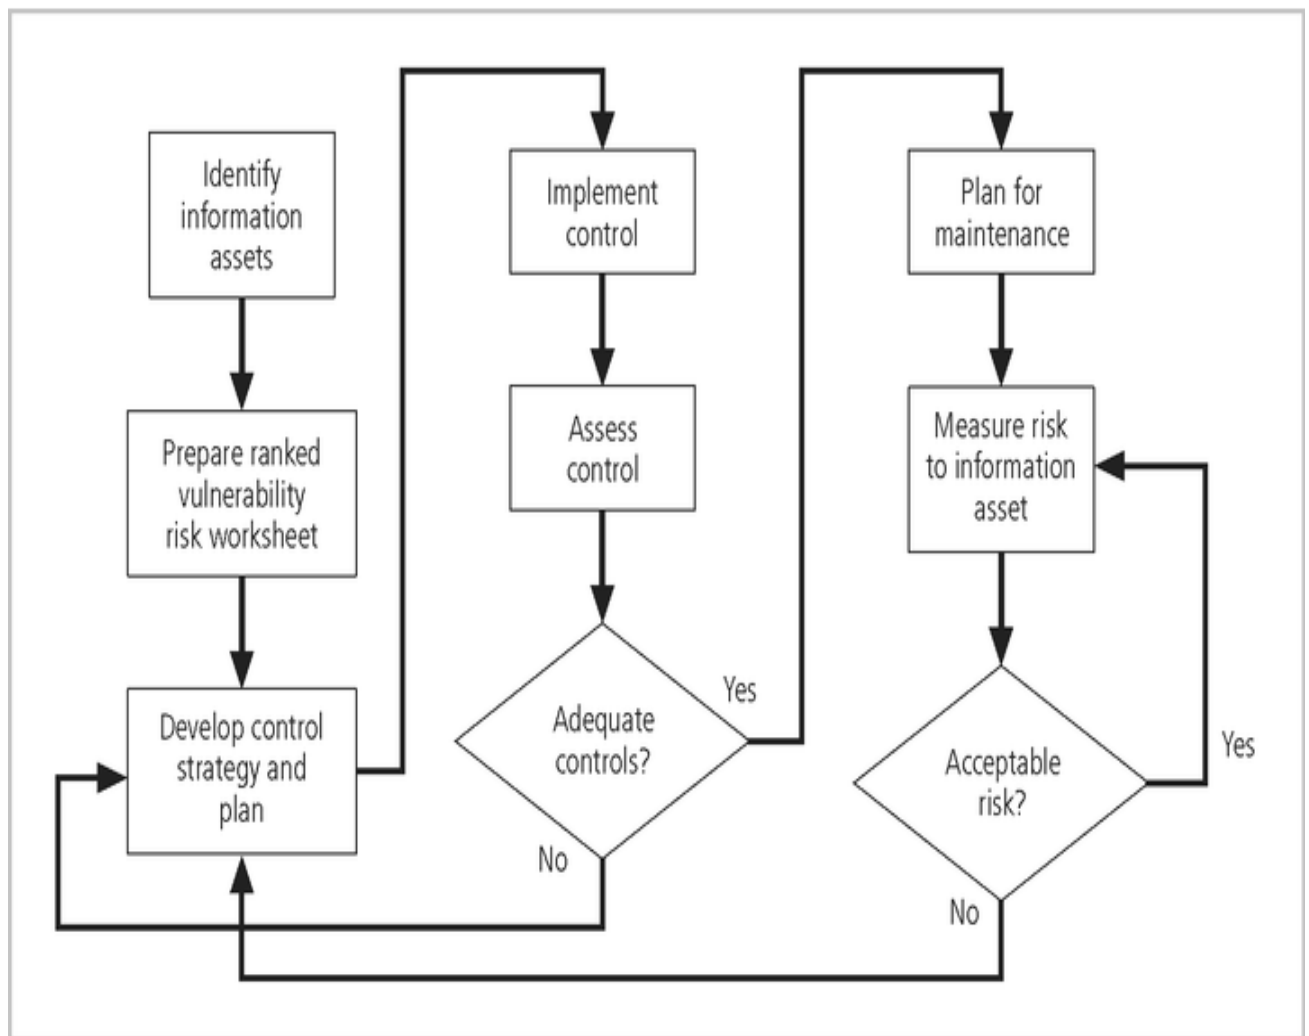 Identify
information
assets
Prepare ranked
vulnerability
risk worksheet
Develop control
strategy and
plan
Implement
control
Assess
control
Adequate
controls?
Yes
No
Plan for
maintenance
Measure risk
to information
asset
Acceptable
risk?
Yes
No